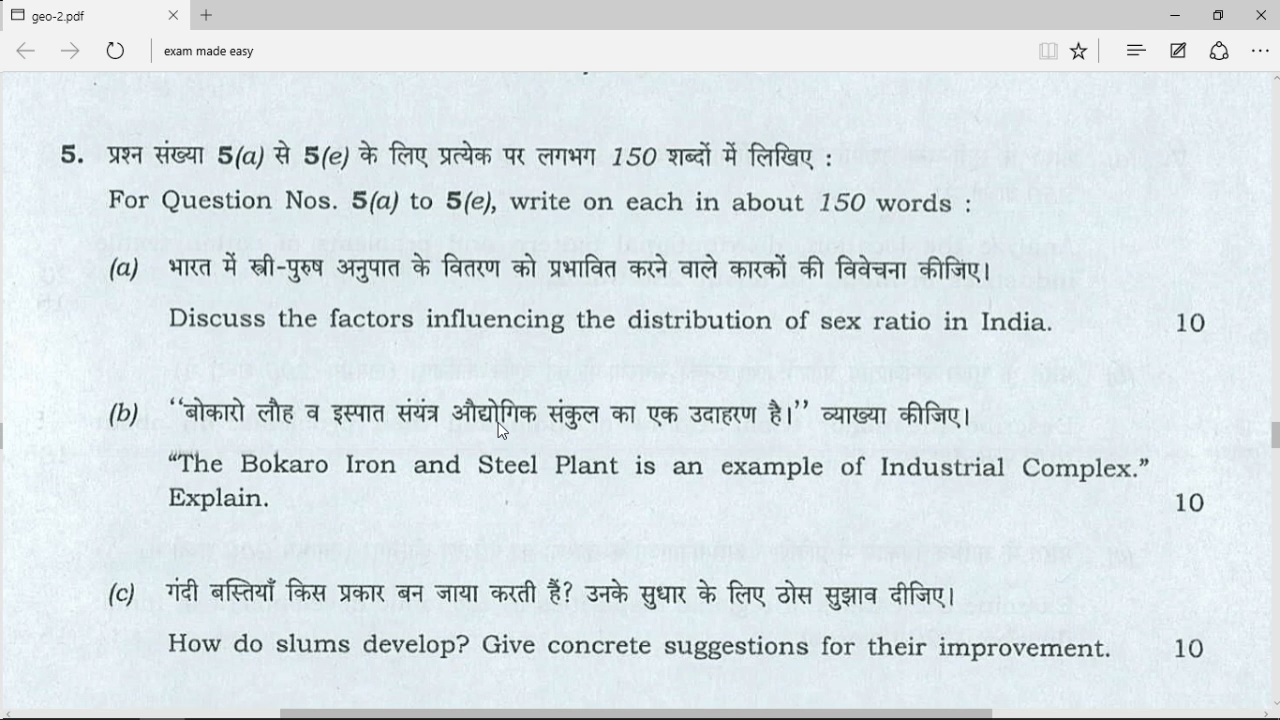 geo-2.pdf
exam made easy
5. प्रश्न संख्या 5(a) से 5(e) के लिए प्रत्येक पर लगभग 150 शब्दों में लिखिए :
For Question Nos. 5(a) to 5(e), write on each in about 150 words :
(a) भारत में स्त्री-पुरुष अनुपात के वितरण को प्रभावित करने वाले कारकों की विवेचना कीजिए।
Discuss the factors influencing the distribution of sex ratio in India. 10
(b) “बोकारो लौह व इस्पात संयंत्र औद्योगिक संकुल का एक उदाहरण है।” व्याख्या कीजिए।
“The Bokaro Iron and Steel Plant is an example of Industrial Complex.”
Explain. 10
(c) गंदी बस्तियाँ किस प्रकार बन जाया करती हैं? उनके सुधार के लिए ठोस सुझाव दीजिए।
How do slums develop? Give concrete suggestions for their improvement. 10